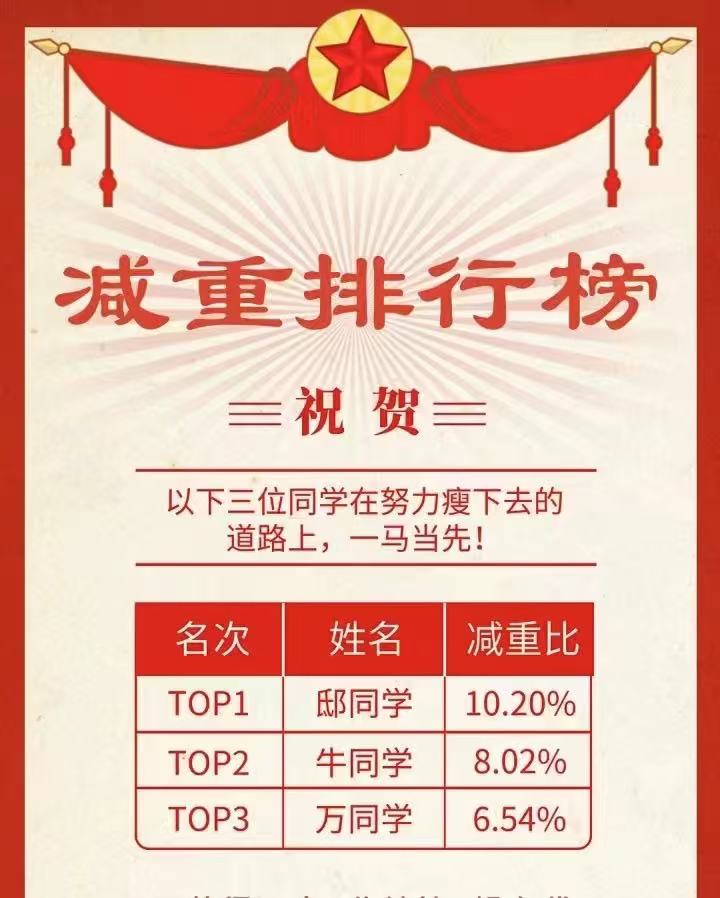 减重排行榜
祝贺
以下三位同学在努力瘦下去的
道路上，一马当先！
名次 姓名 减重比
TOP1 邸同学 10.20%
TOP2 牛同学 8.02%
TOP3 万同学 6.54%